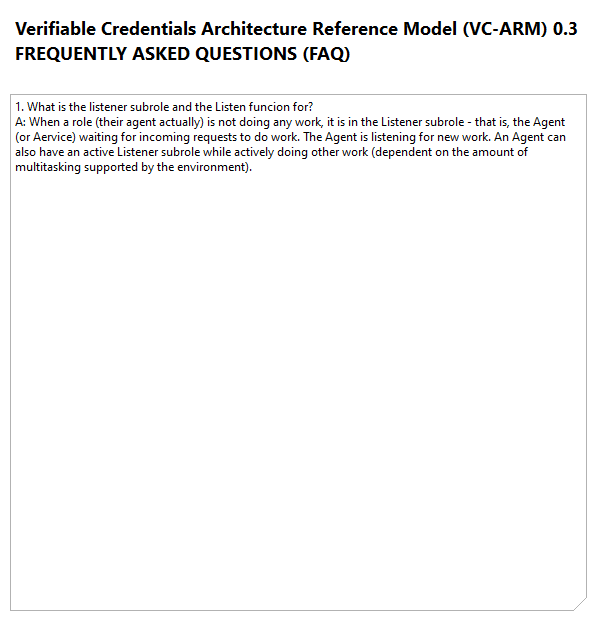 Verifiable Credentials Architecture Reference Model (VC-ARM) 0.3
FREQUENTLY ASKED QUESTIONS (FAQ)
1. What is the listener subrole and the Listen funcion for?
A: When a role (their agent actually) is not doing any work, it is in the Listener subrole - that is, the Agent
(or Aervice) waiting for incoming requests to do work. The Agent is listening for new work. An Agent can
also have an active Listener subrole while actively doing other work (dependent on the amount of
multitasking supported by the environment).